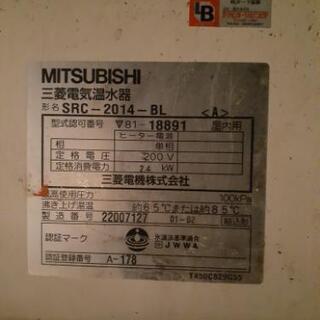 LB
MITSUBISHI
三菱電気温水器
形名 SRC-2014-BL <A>
型式認可番号 ▽81-18891 屋内用
ヒーター電源
相 単相
定格電圧 200 V
定格消費電力 2.4 kW
三菱電機株式会社
最高使用圧力 100kPa
沸き上げ湯温 約65℃または約85℃
製造番号 22007127 01-02
認証マーク JWWA
認証登録番号 A-178